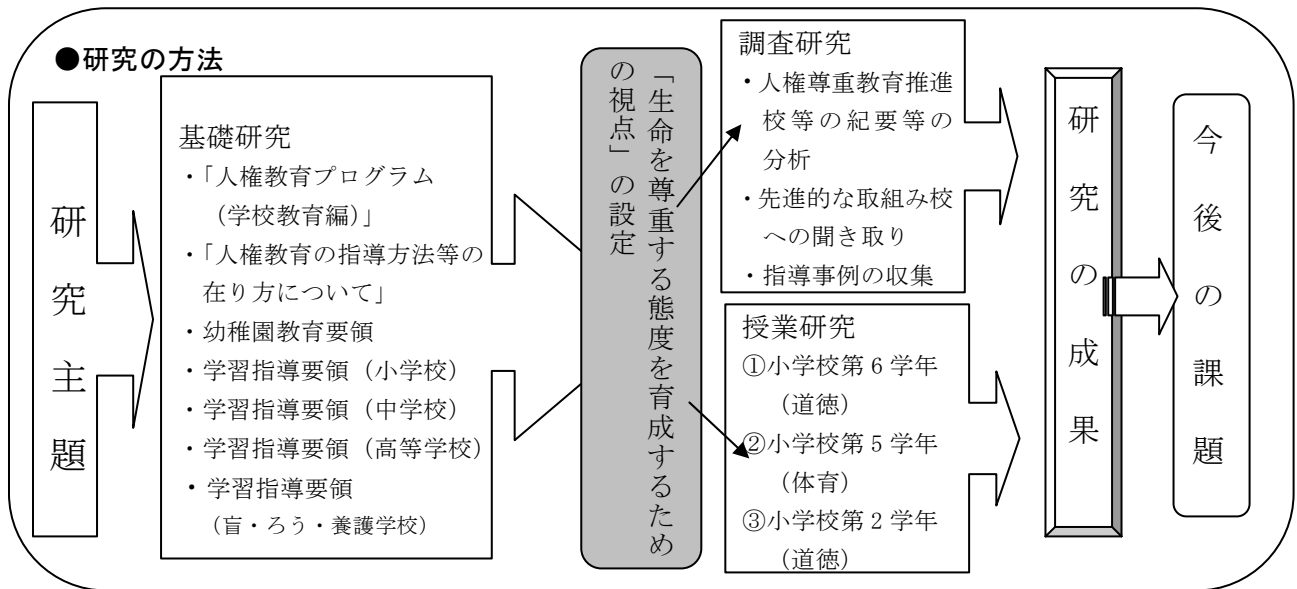 ●研究の方法
研究主題
基礎研究
・「人権教育プログラム
（学校教育編）」
・「人権教育の指導方法等の
在り方について」
・幼稚園教育要領
・学習指導要領（小学校）
・学習指導要領（中学校）
・学習指導要領（高等学校）
・学習指導要領
（盲・ろう・養護学校）
「生命を尊重する態度を育成するため
の視点」の設定
調査研究
・人権尊重教育推進
校等の紀要等の
分析
・先進的な取組み校
への聞き取り
・指導事例の収集
授業研究
①小学校第6学年
（道徳）
②小学校第5学年
（体育）
③小学校第2学年
（道徳）
研究の成果
今後の課題